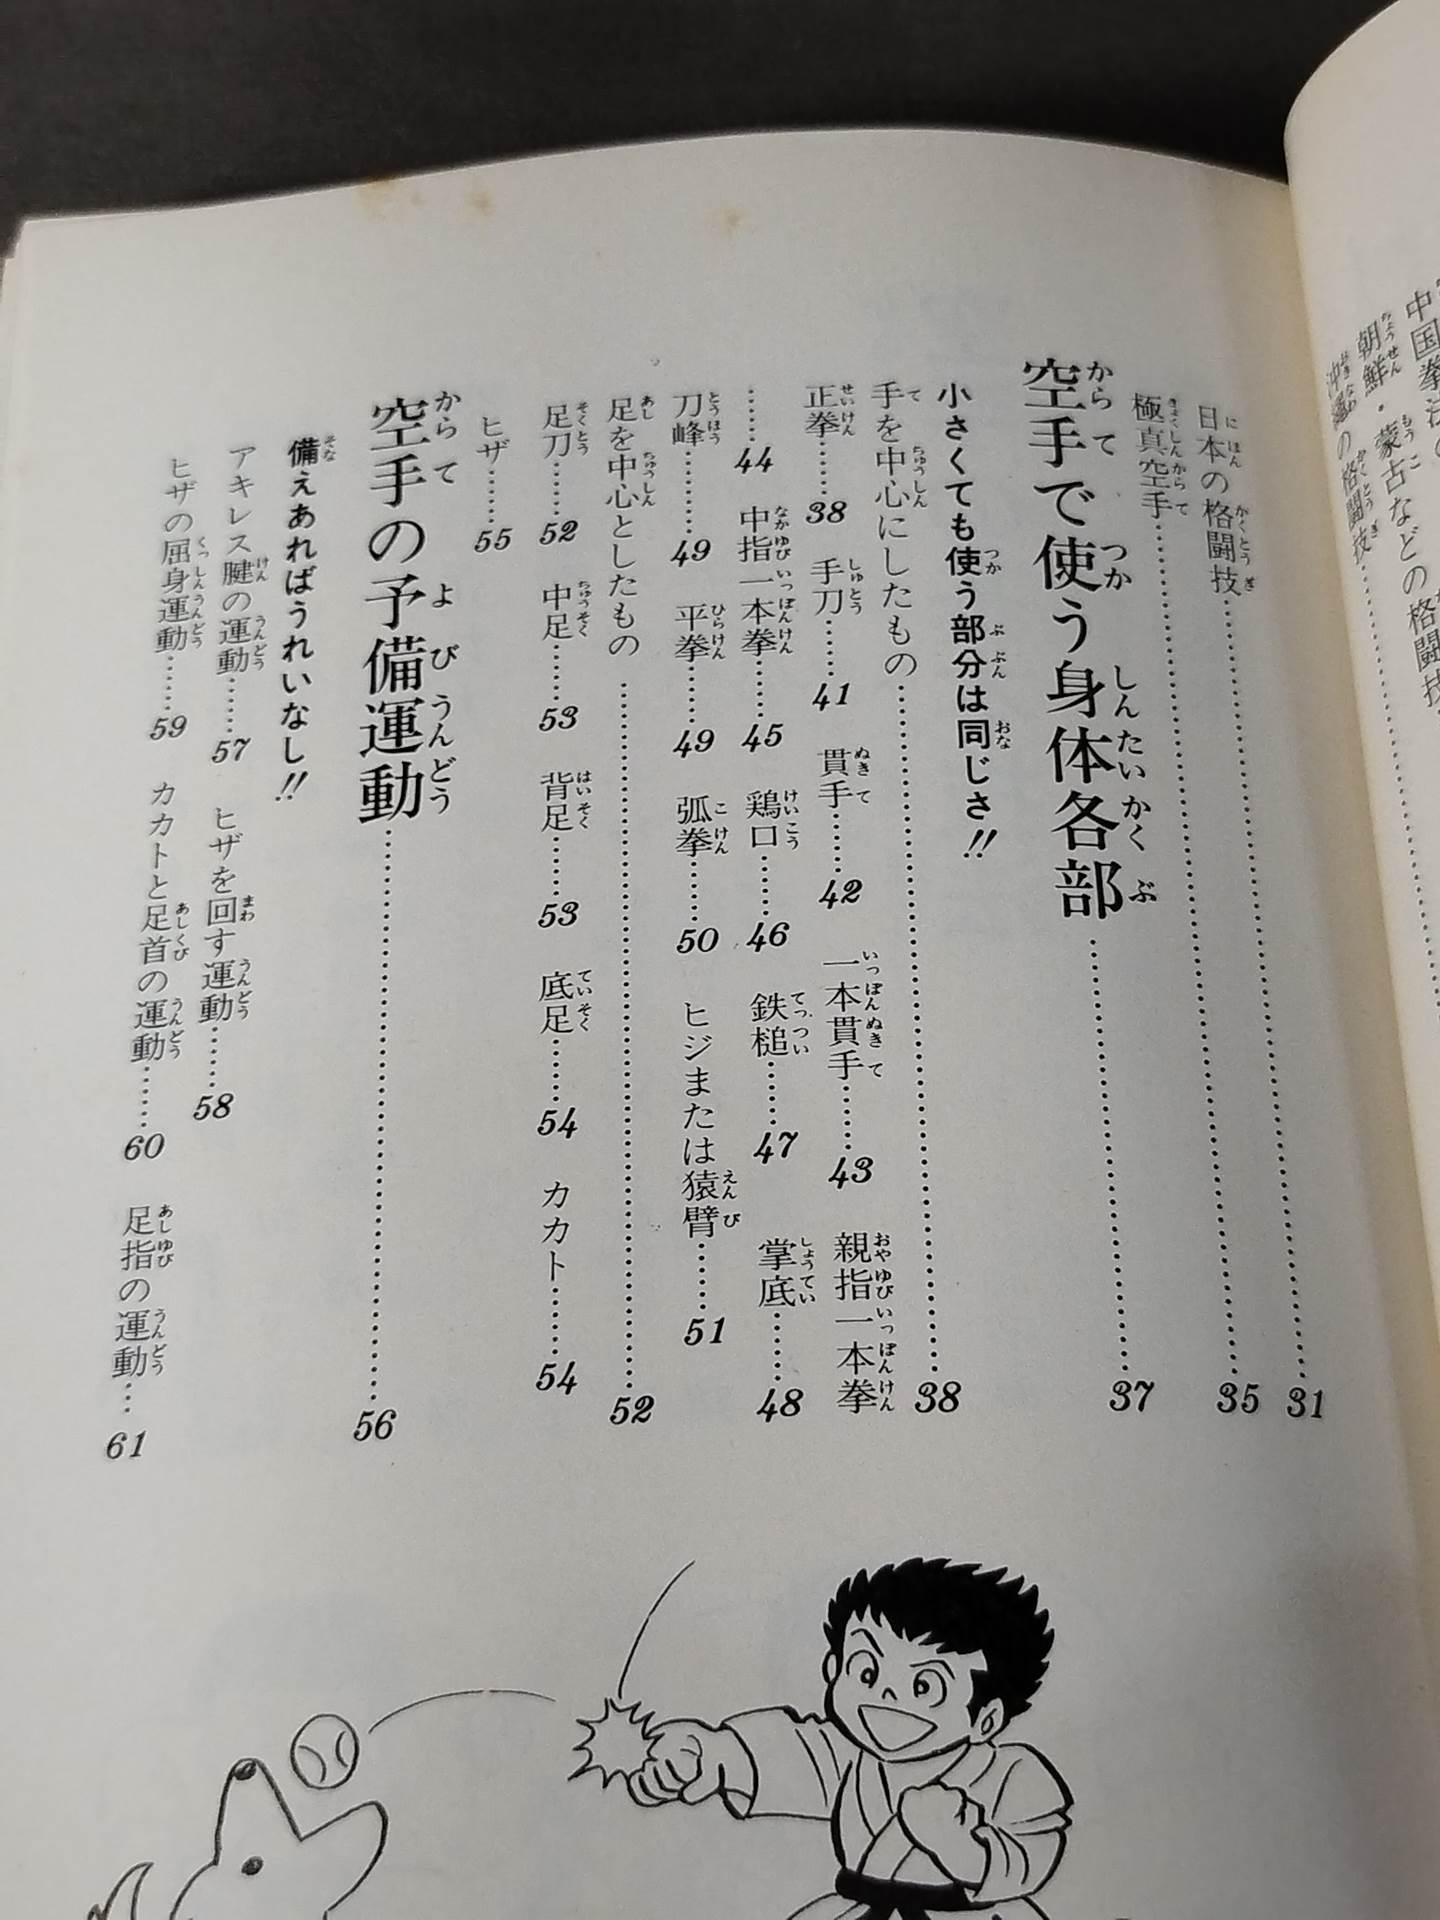 中国拳法の
朝鮮・蒙古などの格闘技
沖縄の格闘技………
日本の格闘技………31
極真空手………35
空手で使う身体各部………37
小さくても使う部分は同じさ!!
手を中心にしたもの………38
正拳……38 手刀……41 貫手……42 一本貫手……43 親指一本拳
……44 中指一本拳……45 鶏口……46 鉄槌……47 掌底……48
刀峰……49 平拳……49 弧拳……50 ヒジまたは猿臂……51
足を中心としたもの………52
足刀……52 中足……53 背足……53 底足……54 カカト……54
ヒザ……55
空手の予備運動………56
備えあればうれいなし!!
アキレス腱の運動……57 ヒザを回す運動……58
ヒザの屈身運動……59 カカトと足首の運動……60 足指の運動…61